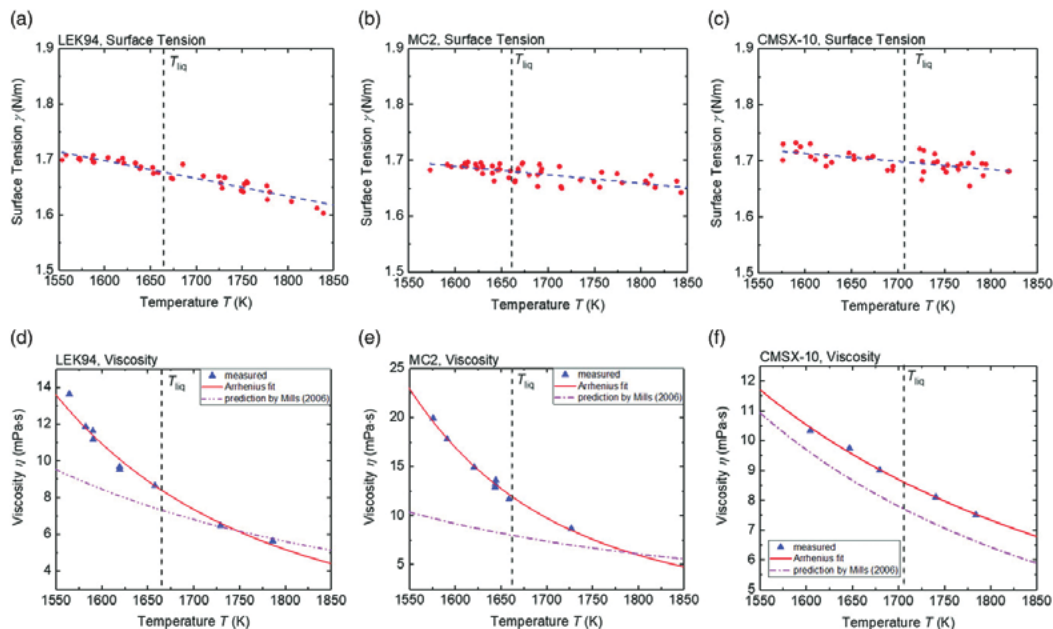 (a)
LEK94, Surface Tension
Tliq
Surface Tension γ (N/m)
1.9
1.8
1.7
1.6
1.5
1550 1600 1650 1700 1750 1800 1850
Temperature T (K)
(b)
MC2, Surface Tension
Tliq
Surface Tension γ (N/m)
1.9
1.8
1.7
1.6
1.5
1550 1600 1650 1700 1750 1800 1850
Temperature T (K)
(c)
CMSX-10, Surface Tension
Tliq
Surface Tension γ (N/m)
1.9
1.8
1.7
1.6
1.5
1550 1600 1650 1700 1750 1800 1850
Temperature T (K)
(d)
LEK94, Viscosity
measured
Arrhenius fit
prediction by Mills (2006)
Tliq
Viscosity η (mPa·s)
14
12
10
8
6
4
1550 1600 1650 1700 1750 1800 1850
Temperature T (K)
(e)
MC2, Viscosity
measured
Arrhenius fit
prediction by Mills (2006)
Tliq
Viscosity η (mPa·s)
25
20
15
10
5
1550 1600 1650 1700 1750 1800 1850
Temperature T (K)
(f)
CMSX-10, Viscosity
Tliq
Viscosity η (mPa·s)
12
11
10
9
8
7
6
5
measured
Arrhenius fit
prediction by Mills (2006)
1550 1600 1650 1700 1750 1800 1850
Temperature T (K)